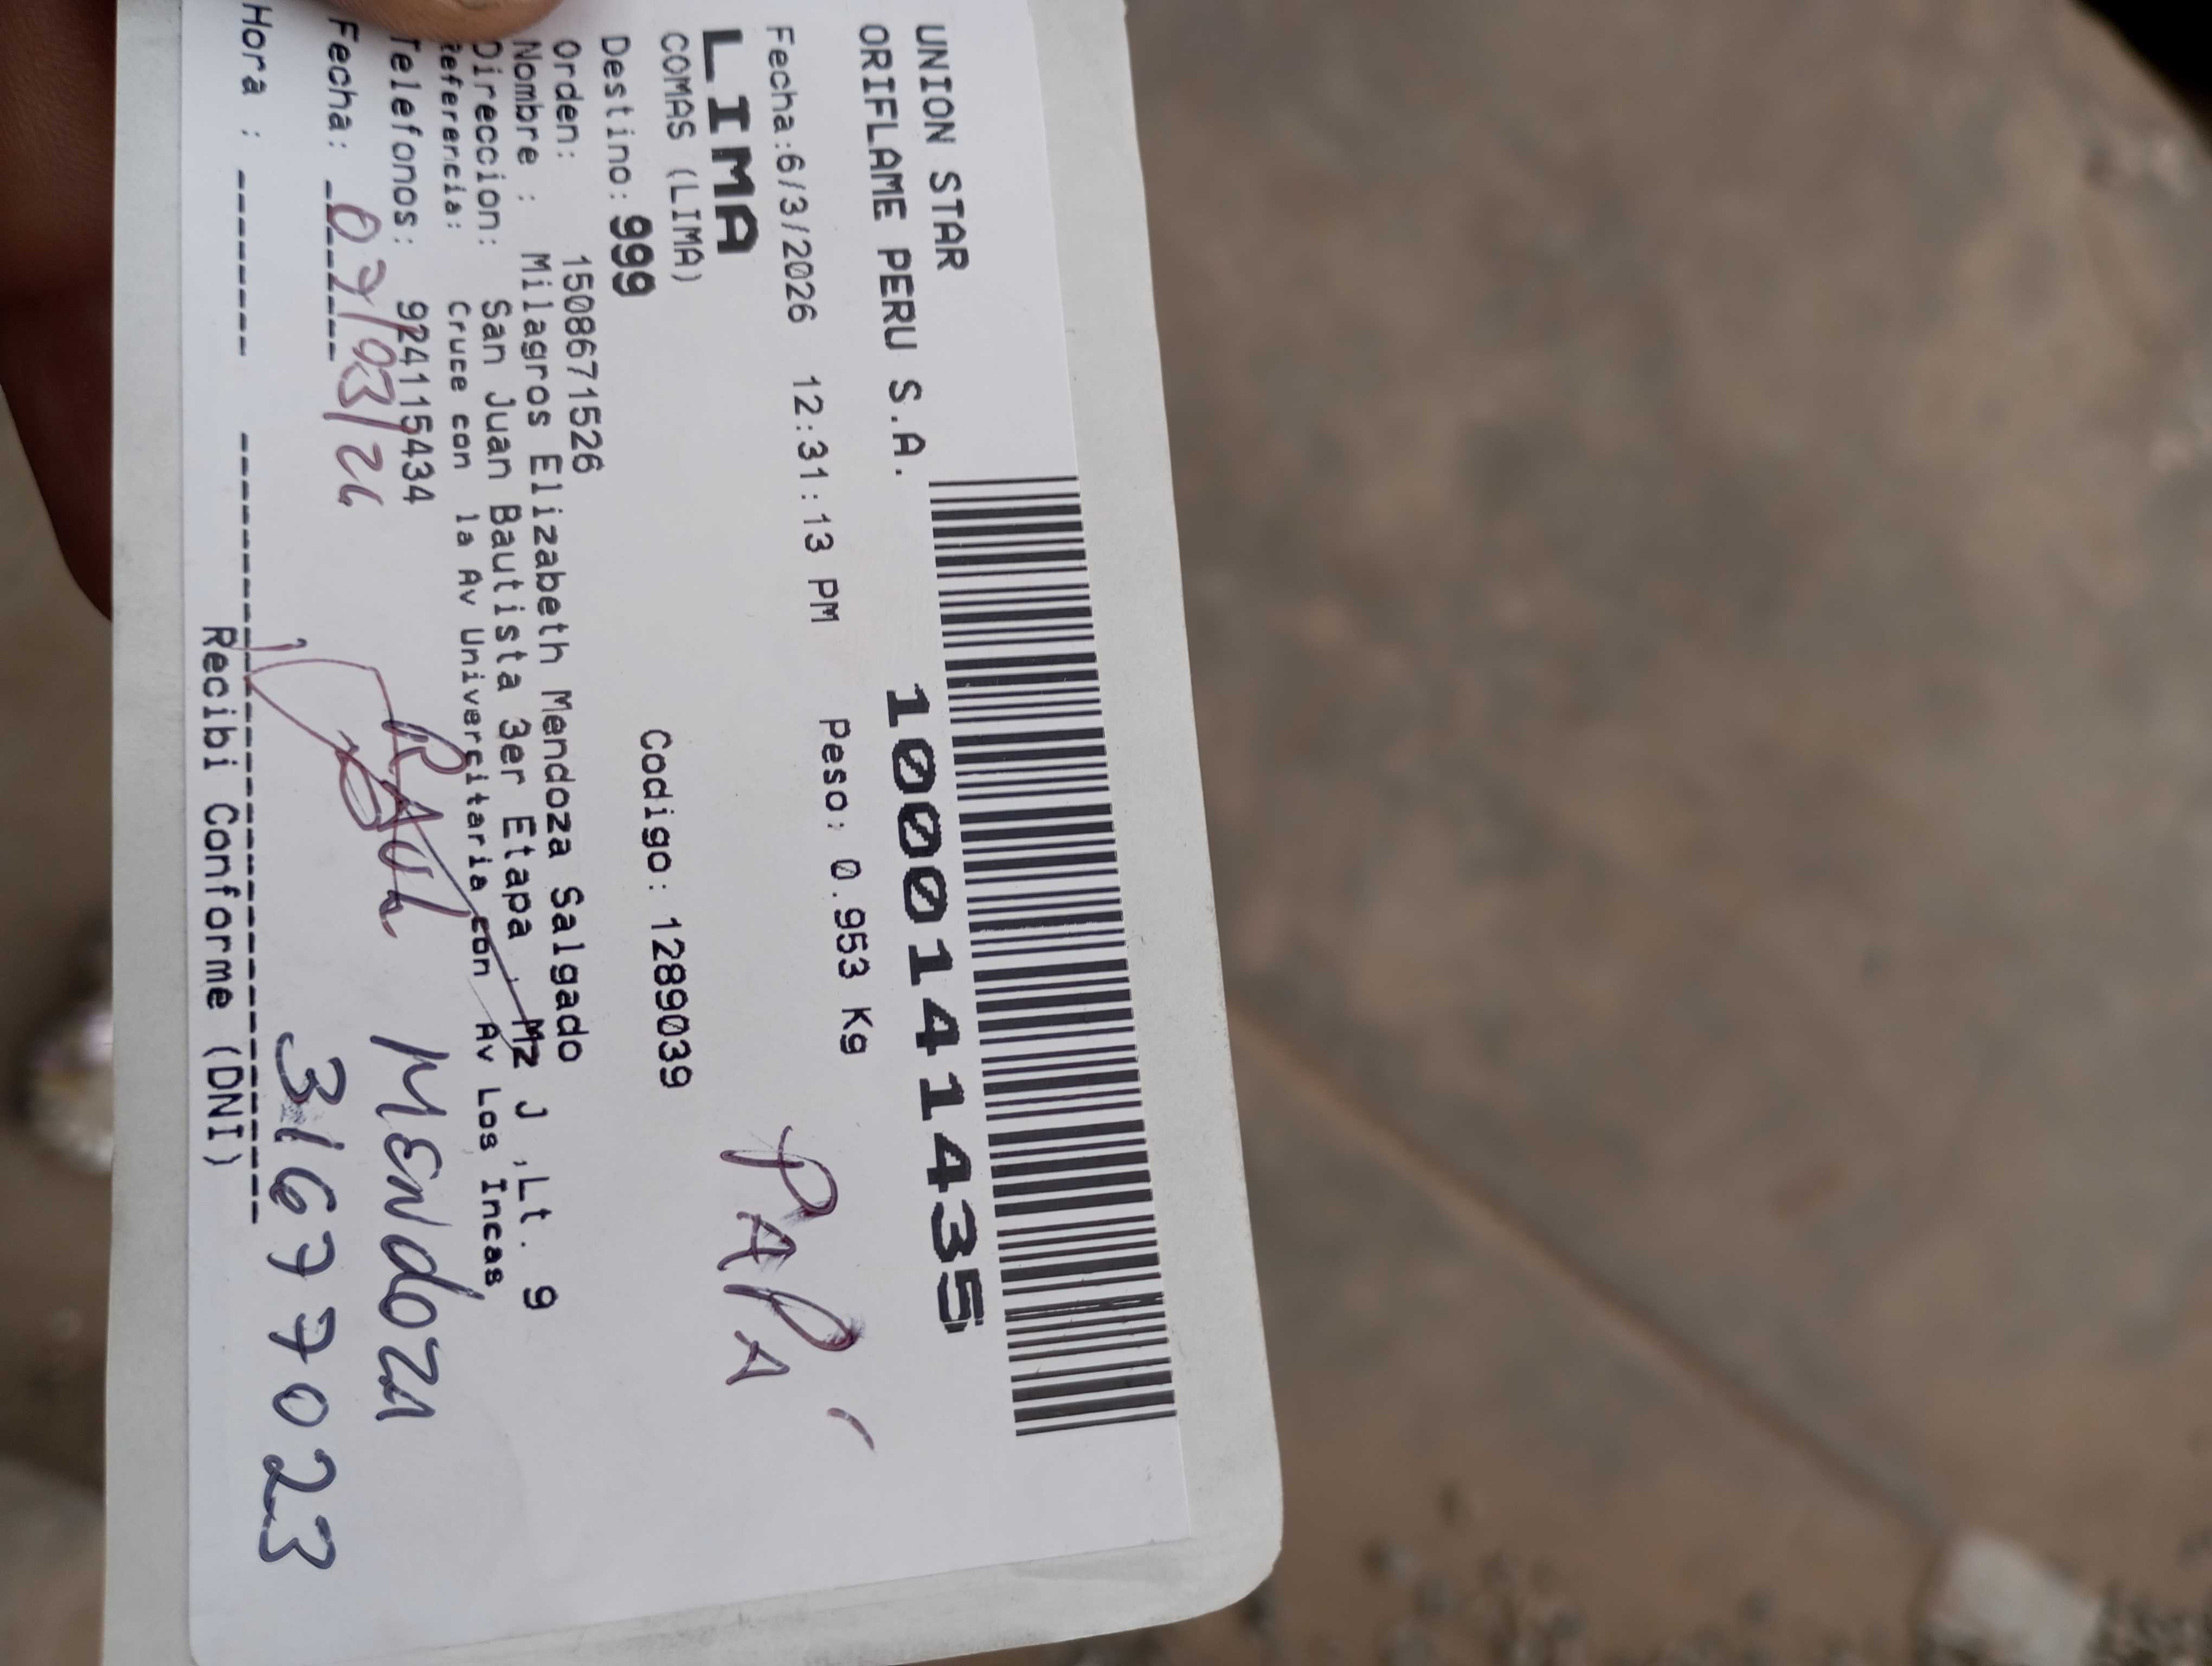 UNION STAR
ORIFLAME PERU S.A.
1000141435
Fecha:6/3/2026 12:31:13 PM Peso: 0.953 Kg
LIMA
PAPA
COMAS (LIMA)
Destino: 999 Codigo: 1289039
Orden: 1508671526
Nombre : Milagros Elizabeth Mendoza Salgado
Direccion: San Juan Bautista 3er Etapa , Mz J ,Lt. 9
Referencia: Cruce con la Av Universitaria con Av Los Incas,
Telefonos: 924115434
RAUL MENdOZA
Fecha: 07/03/26
31677023
Hora :
Recibi Conforme (DNI)